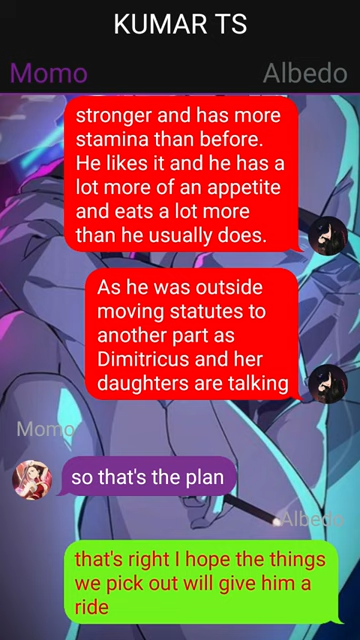 KUMAR TS
Momo
Albedo
stronger and has more
stamina than before.
He likes it and he has a
lot more of an appetite
and eats a lot more
than he usually does.
As he was outside
moving statutes to
another part as
Dimitricus and her
daughters are talking
Momo
so that's the plan
Albedo
that's right I hope the things
we pick out will give him a
ride